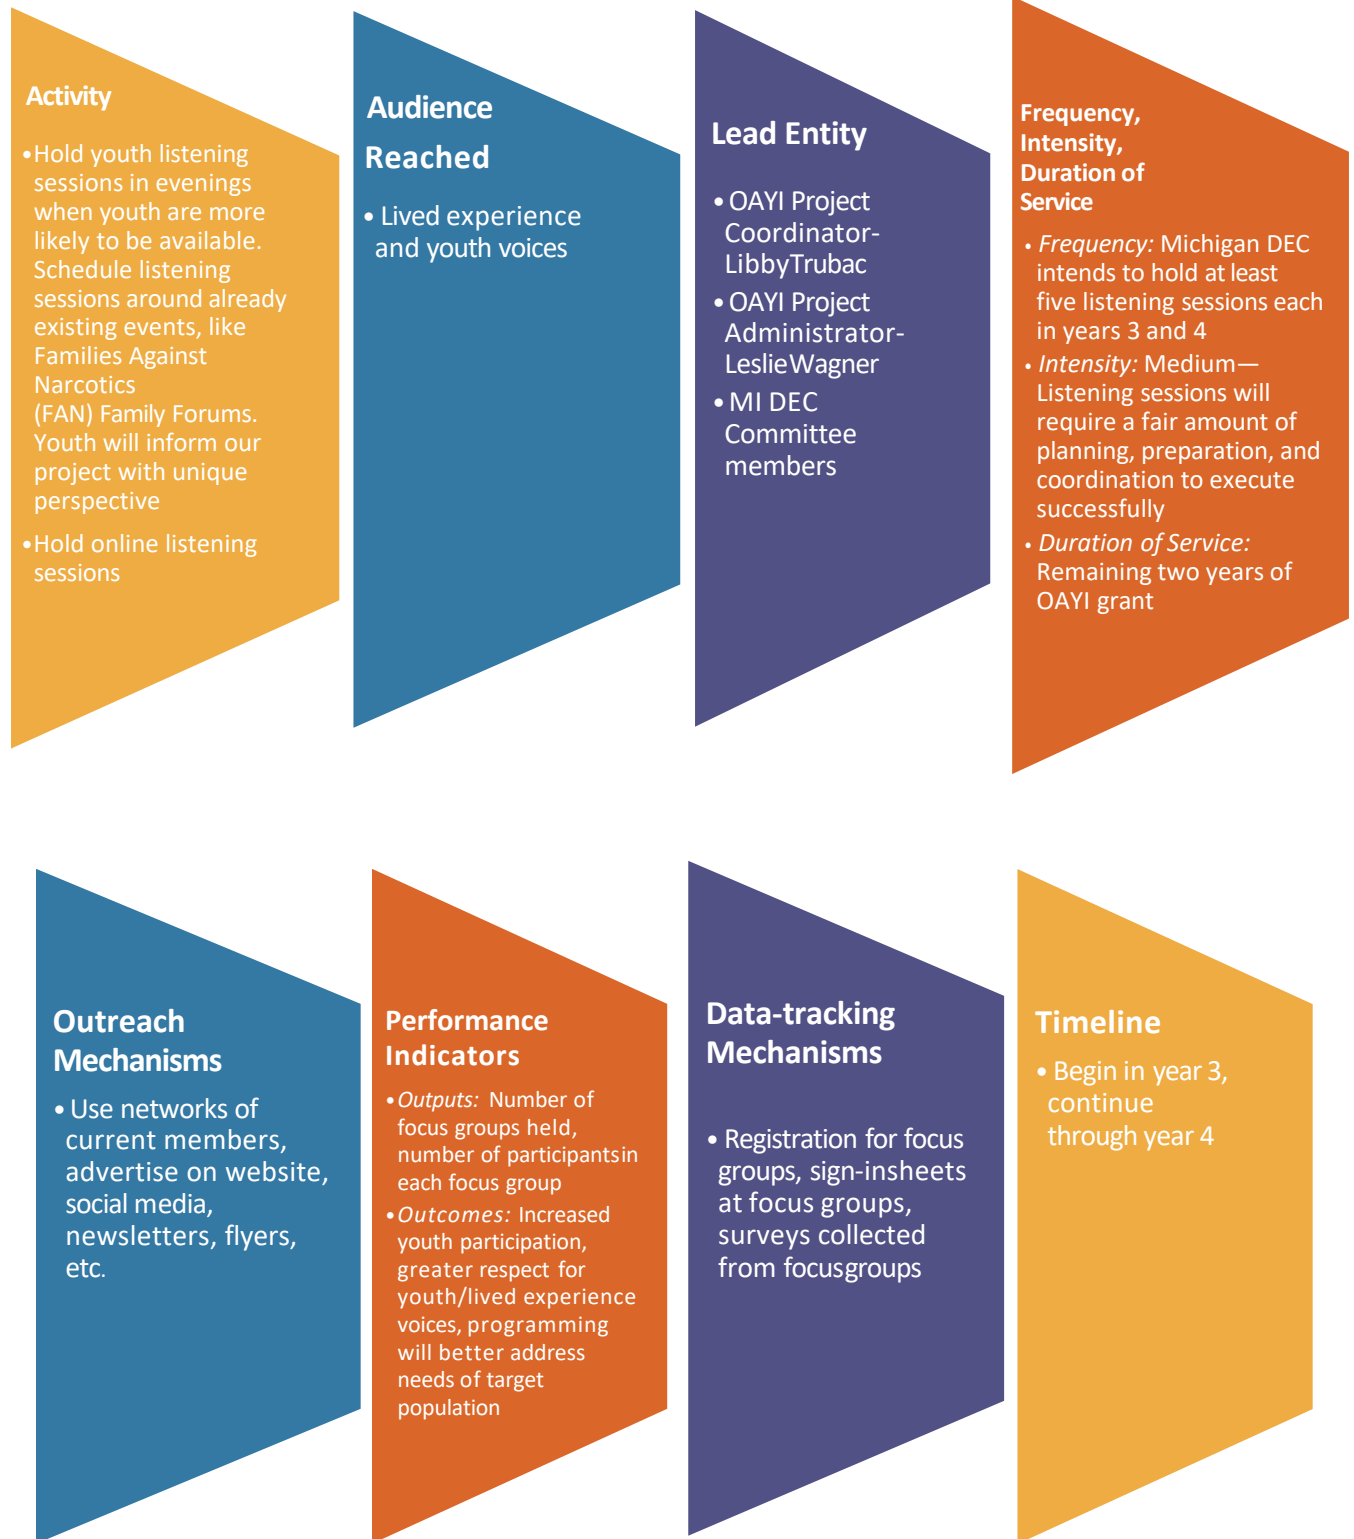 Activity
•Hold youth listening
sessions in evenings
when youth are more
likely to be available.
Schedule listening
sessions around already
existing events, like
Families Against
Narcotics
(FAN) Family Forums.
Youth will inform our
project with unique
perspective
•Hold online listening
sessions
Audience
Reached
• Lived experience
and youth voices
Lead Entity
• OAYI Project
Coordinator-
LibbyTrubac
• OAYI Project
Administrator-
LeslieWagner
• MI DEC
Committee
members
Frequency,
Intensity,
Duration of
Service
• Frequency: Michigan DEC
intends to hold at least
five listening sessions each
in years 3 and 4
• Intensity: Medium—
Listening sessions will
require a fair amount of
planning, preparation, and
coordination to execute
successfully
• Duration of Service:
Remaining two years of
OAYI grant
Outreach
Mechanisms
• Use networks of
current members,
advertise on website,
social media,
newsletters, flyers,
etc.
Performance
Indicators
•Outputs: Number of
focus groups held,
number of participantsin
each focus group
•Outcomes: Increased
youth participation,
greater respect for
youth/lived experience
voices, programming
will better address
needs of target
population
Data-tracking
Mechanisms
• Registration for focus
groups, sign-insheets
at focus groups,
surveys collected
from focusgroups
Timeline
• Begin in year 3,
continue
through year 4